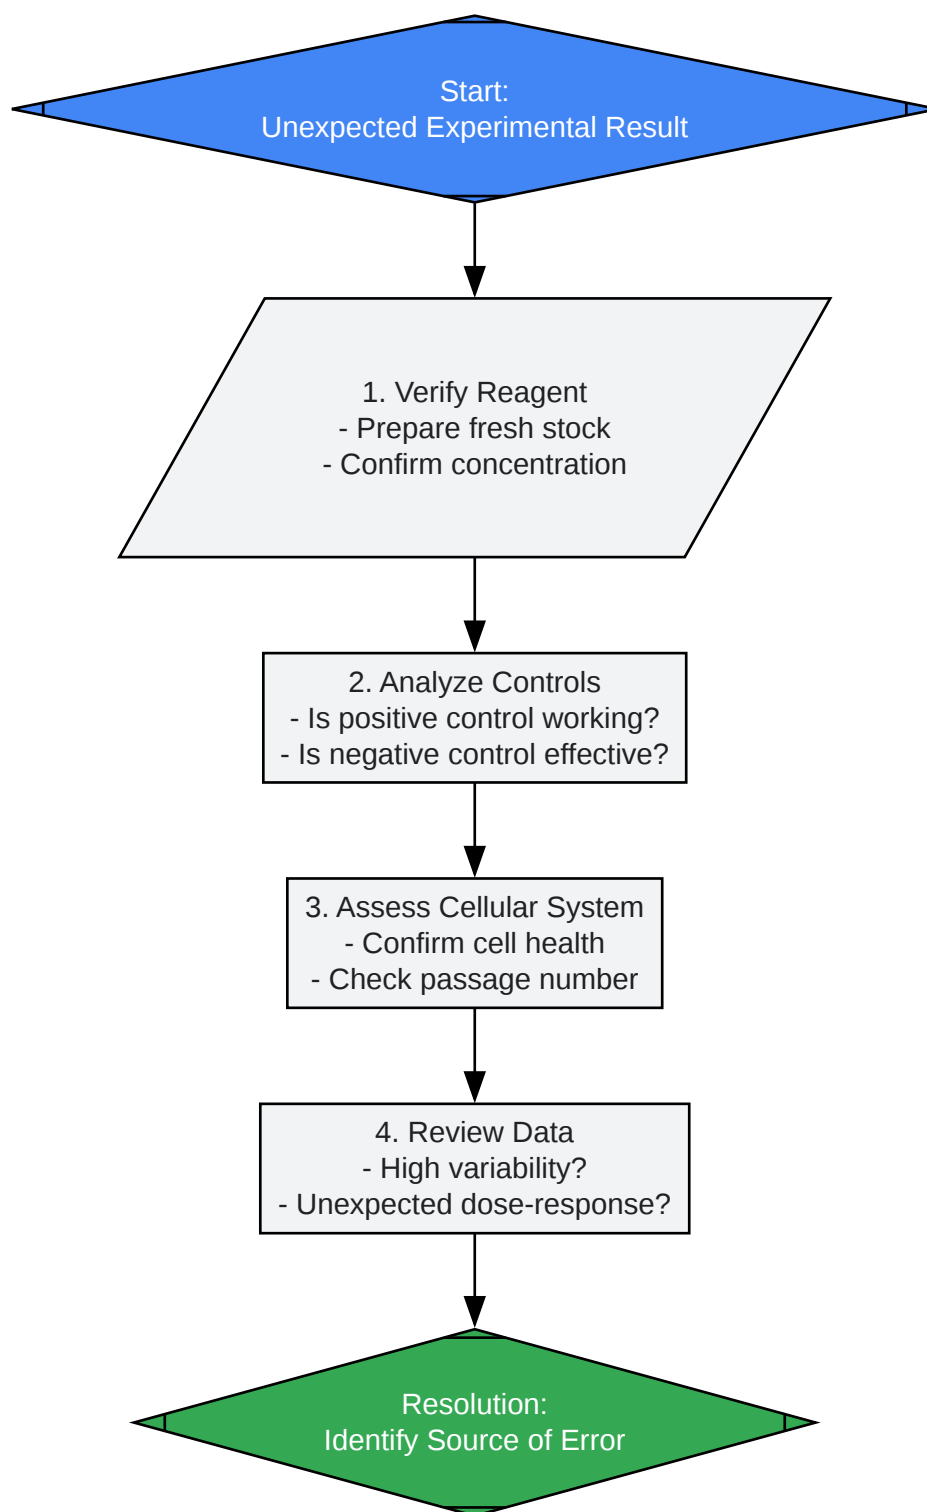 Start:
Unexpected Experimental Result
1. Verify Reagent
- Prepare fresh stock
- Confirm concentration
2. Analyze Controls
- Is positive control working?
- Is negative control effective?
3. Assess Cellular System
- Confirm cell health
- Check passage number
4. Review Data
- High variability?
- Unexpected dose-response?
Resolution:
Identify Source of Error